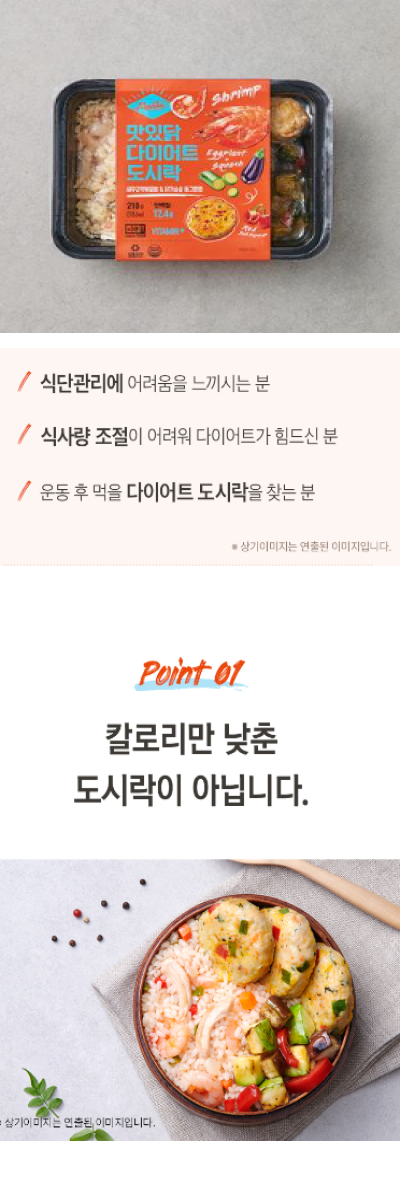 shrimp
맛있닭
다이어트
도시락
Eggplant
Squash
210g
12.4g
VITAMIN
식단관리에 어려움을 느끼시는 분
식사량 조절이 어려워 다이어트가 힘드신 분
운동 후 먹을 다이어트 도시락을 찾는 분
※ 상기이미지는 연출된 이미지입니다.
Point 01
칼로리만 낮춘
도시락이 아닙니다.
※ 상기이미지는 연출된 이미지입니다.